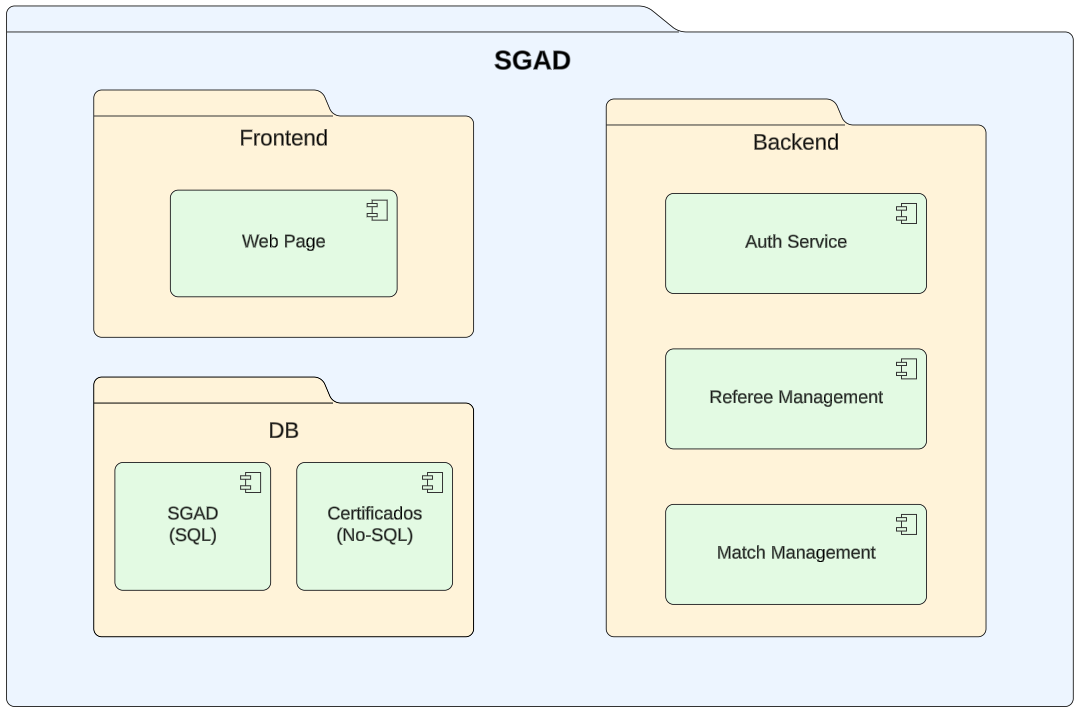 SGAD
Frontend
Web Page
DB
SGAD
(SQL)
Certificados
(No-SQL)
Backend
Auth Service
Referee Management
Match Management